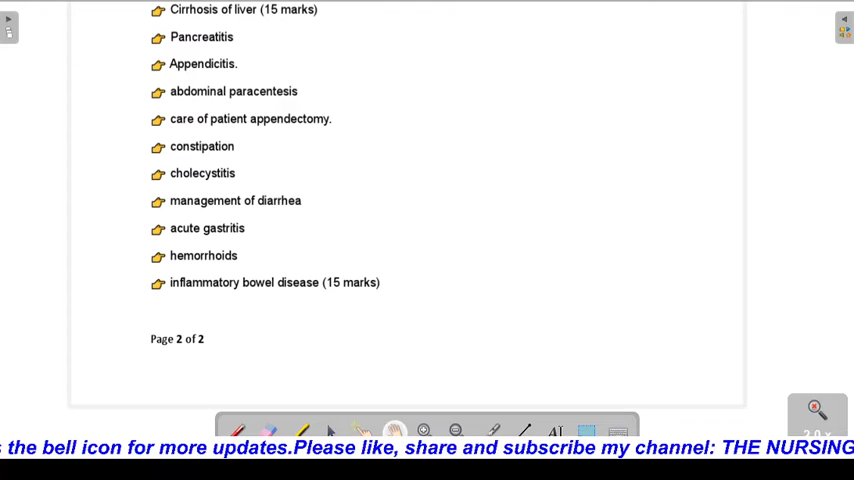 Cirrhosis of liver (15 marks)
Pancreatitis
Appendicitis.
abdominal paracentesis
care of patient appendectomy.
constipation
cholecystitis
management of diarrhea
acute gastritis
hemorrhoids
inflammatory bowel disease (15 marks)
Page 2 of 2
the bell icon for more updates.Please like, share and subscribe my channel: THE NURSING